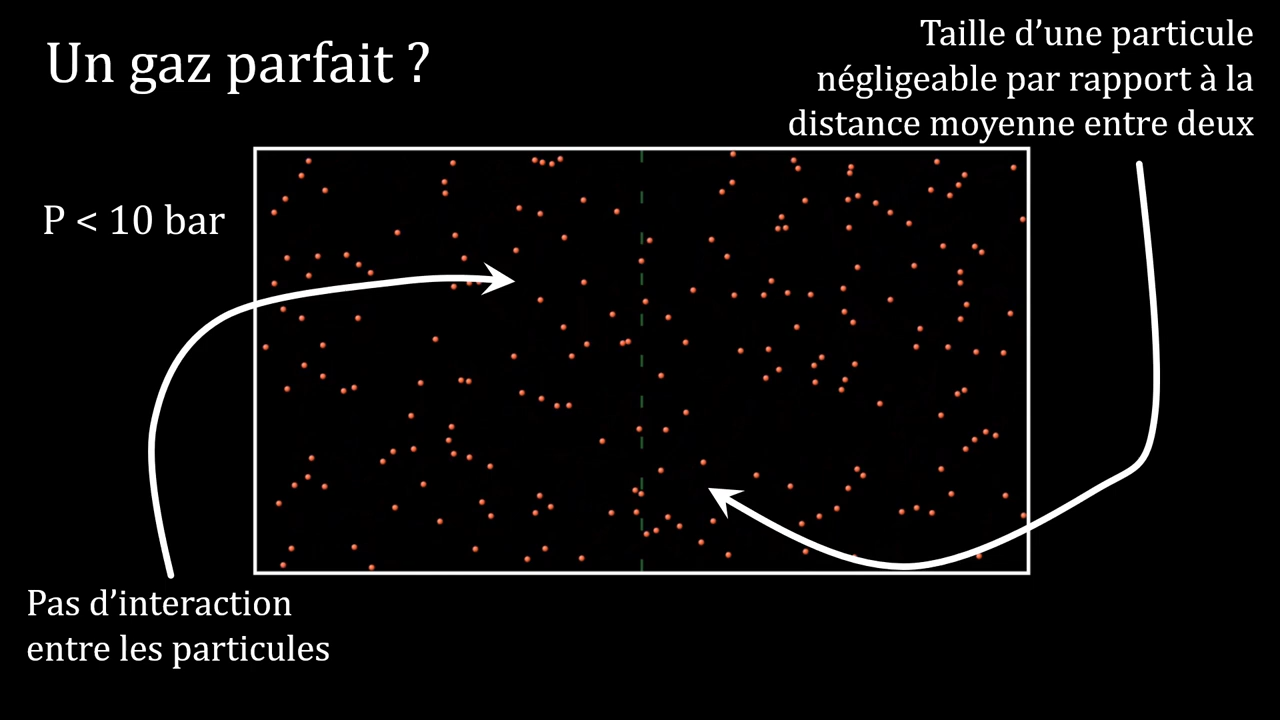 Un gaz parfait ?
Taille d’une particule
négligeable par rapport à la
distance moyenne entre deux
P < 10 bar
Pas d’interaction
entre les particules